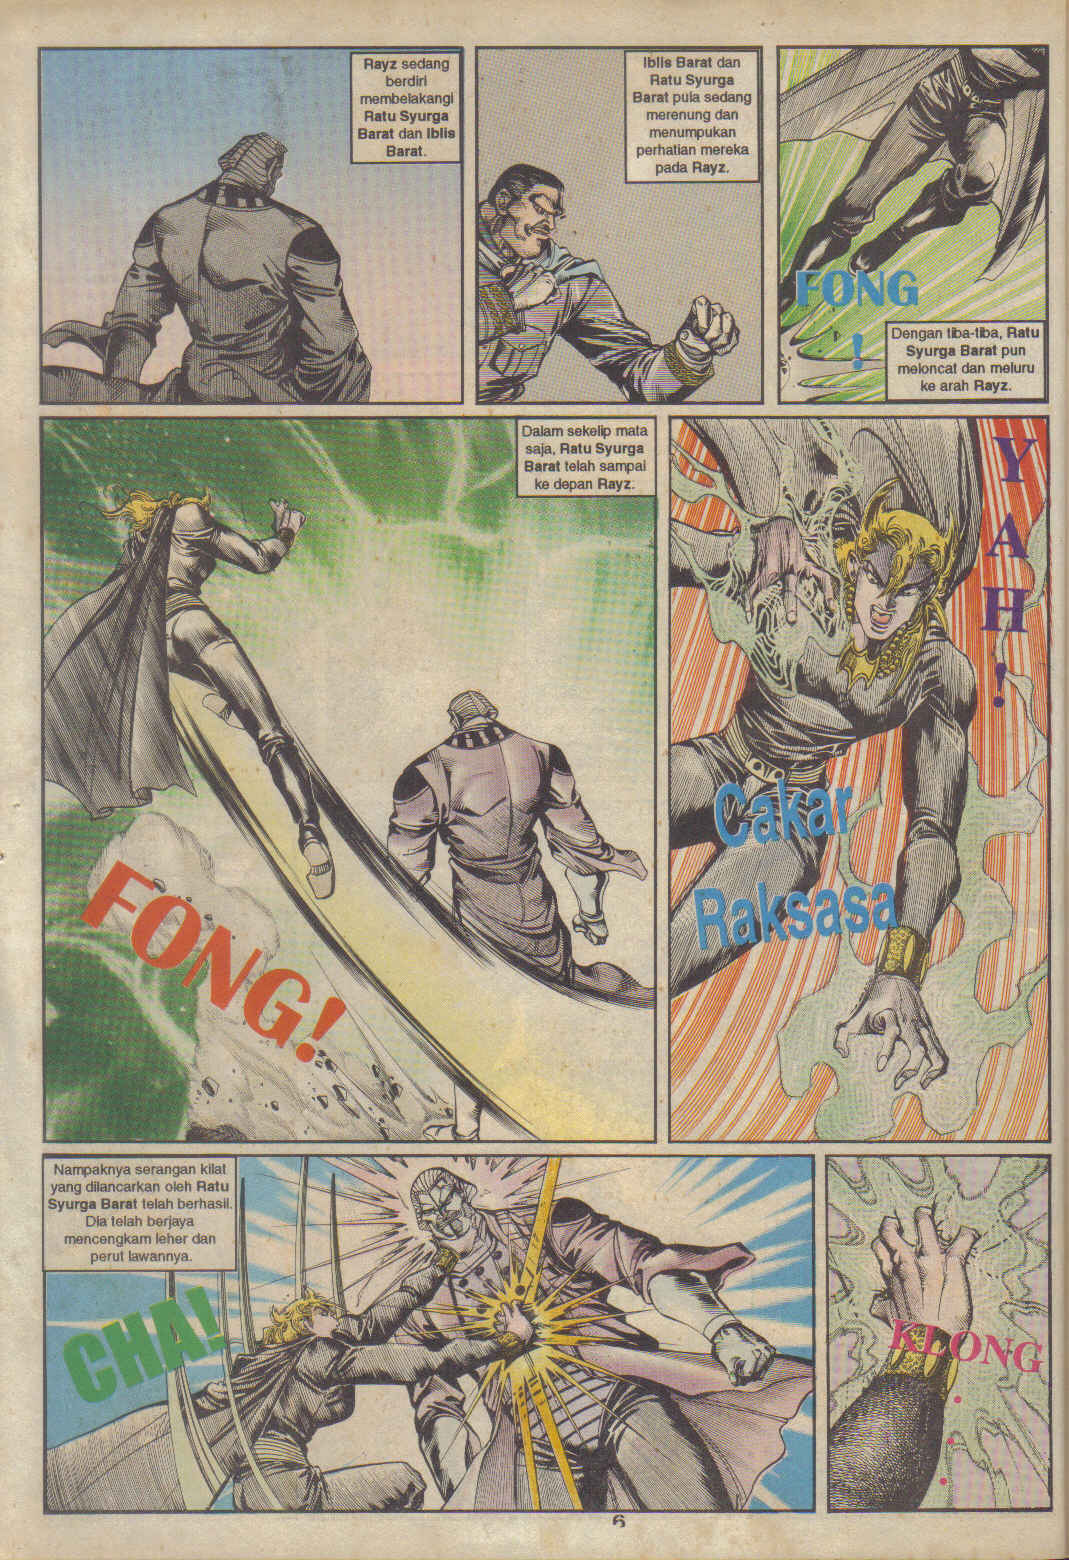 Rayz sedang
berdiri
membelakangi
Ratu Syurga
Barat dan Iblis
Barat.
Iblis Barat dan
Ratu Syurga
Barat pula sedang
merenung dan
menumpukan
perhatian mereka
pada Rayz.
FONG
!
Dengan tiba-tiba, Ratu
Syurga Barat pun
meloncat dan meluru
ke arah Rayz.
Dalam sekelip mata
saja, Ratu Syurga
Barat telah sampai
ke depan Rayz.
FONG!
YAH!
Cakar
Raksasa
Nampaknya serangan kilat
yang dilancarkan oleh Ratu
Syurga Barat telah berhasil.
Dia telah berjaya
mencengkam leher dan
perut lawannya.
CHA!
KLONG
...
6